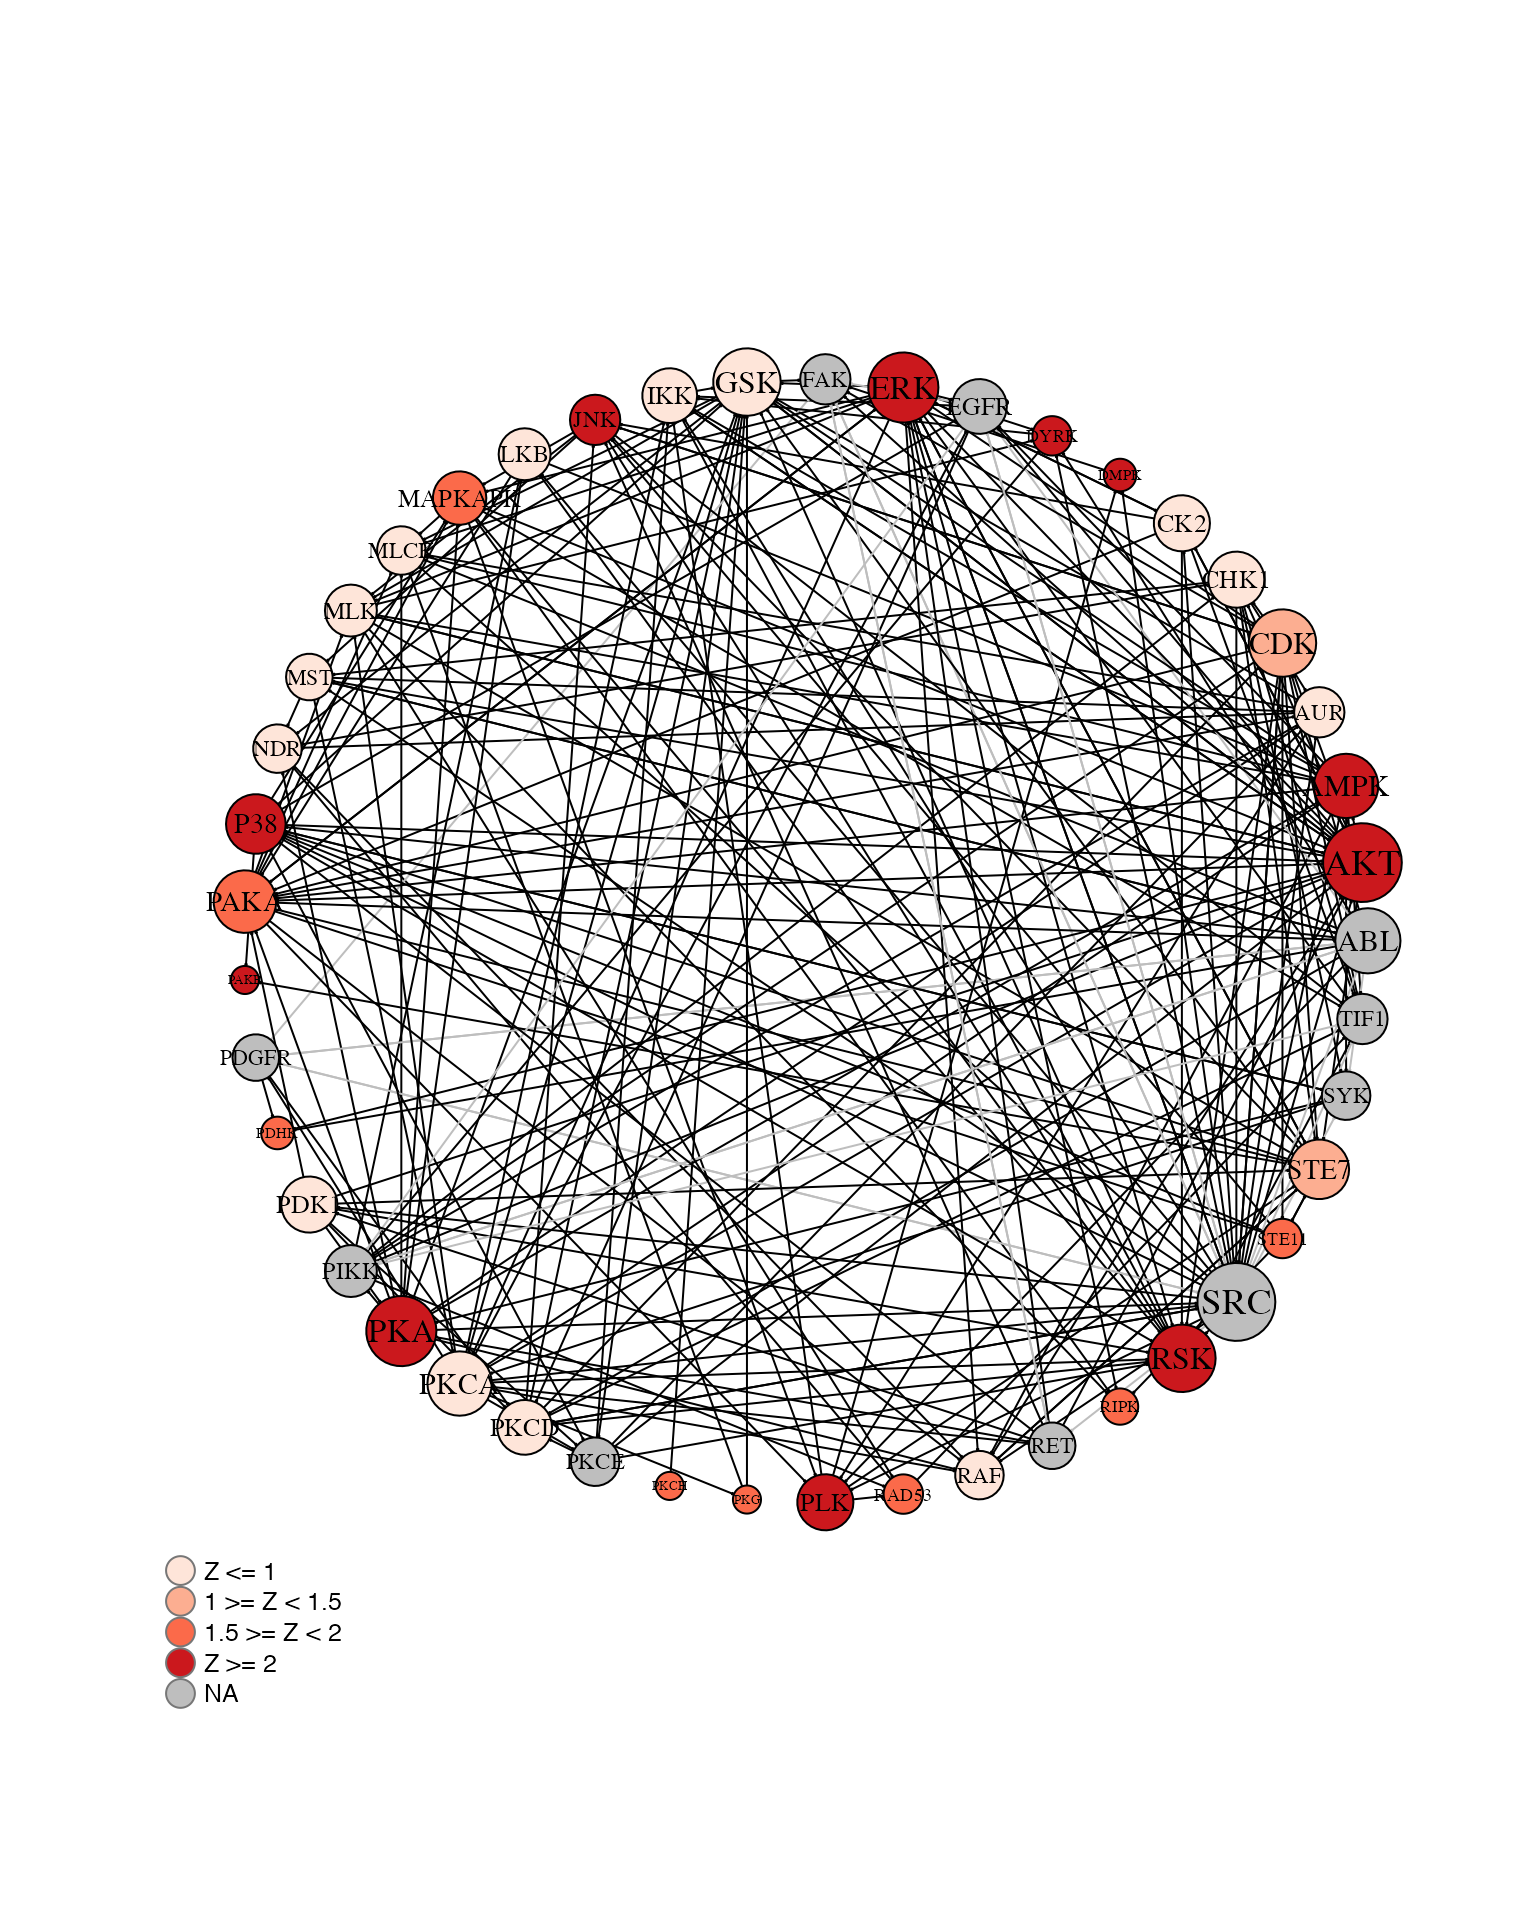 GSK
FAK
ERK
EGFR
IKK
JNK
DYRK
LKB
DMPK
MAPKAPK
CK2
MLCK
CHK1
MLK
CDK
MST
AUR
NDR
AMPK
P38
AKT
PAKA
ABL
PAKB
TIF1
PDGFR
SYK
PDHK
STE7
PDK1
STE11
PIKK
SRC
PKA
RSK
PKCA
RIPK
PKCD
RET
PKCE
RAF
PKCH
PKG
PLK
RAD53
Z <= 1
1 >= Z < 1.5
1.5 >= Z < 2
Z >= 2
NA